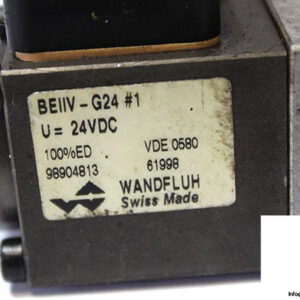 BEIIV-G24 #1
U = 24VDC
100%ED VDE 0580
98904813 61998
WANDFLUH
Swiss Made